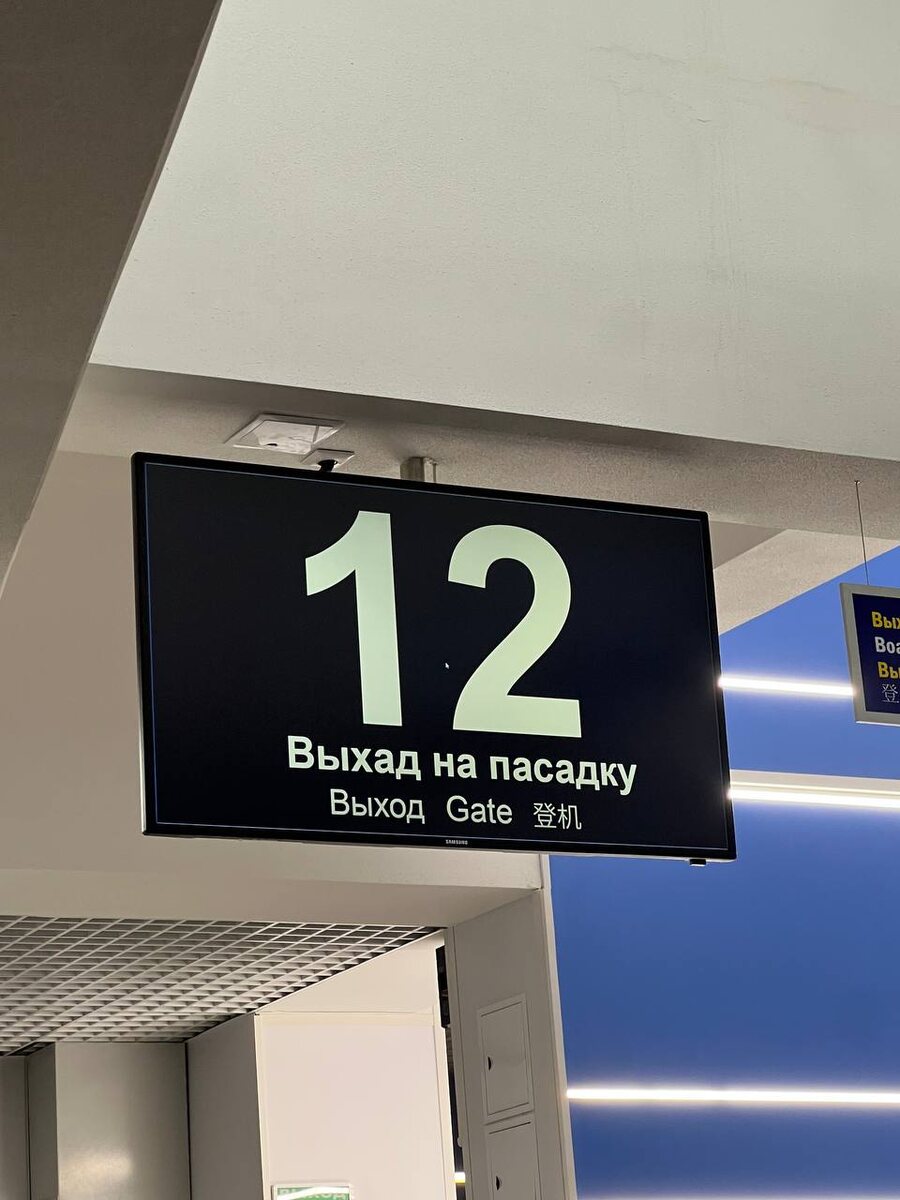 12
Выхад на пасадку
Выход Gate 登机
SAMSUNG